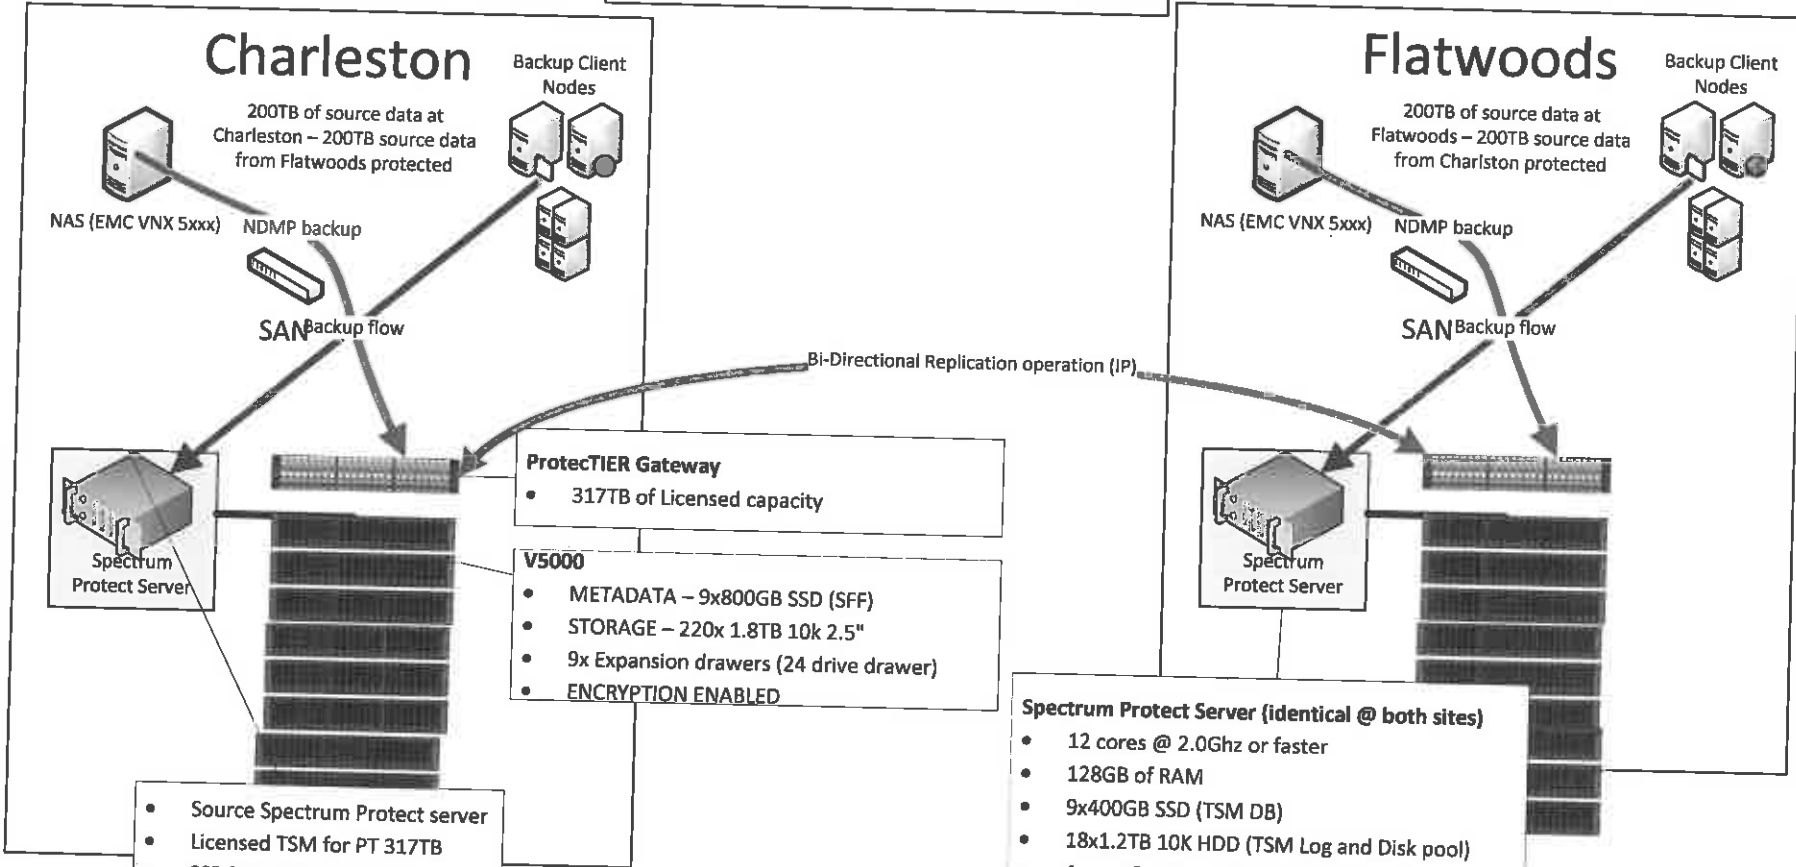 Charleston
Backup Client
Nodes
200TB of source data at
Charleston – 200TB source data
from Flatwoods protected
NAS (EMC VNX 5xxx)
NDMP backup
SAN
Backup flow
Spectrum
Protect Server
Flatwoods
Backup Client
Nodes
200TB of source data at
Flatwoods – 200TB source data
from Charlston protected
NAS (EMC VNX 5xxx)
NDMP backup
SAN
Backup flow
Bi-Directional Replication operation (IP)
Spectrum
Protect Server
ProtecTIER Gateway
• 317TB of Licensed capacity
V5000
• METADATA – 9x800GB SSD (SFF)
• STORAGE – 220x 1.8TB 10k 2.5"
• 9x Expansion drawers (24 drive drawer)
• ENCRYPTION ENABLED
• Source Spectrum Protect server
• Licensed TSM for PT 317TB
Spectrum Protect Server (identical @ both sites)
• 12 cores @ 2.0Ghz or faster
• 128GB of RAM
• 9x400GB SSD (TSM DB)
• 18x1.2TB 10K HDD (TSM Log and Disk pool)